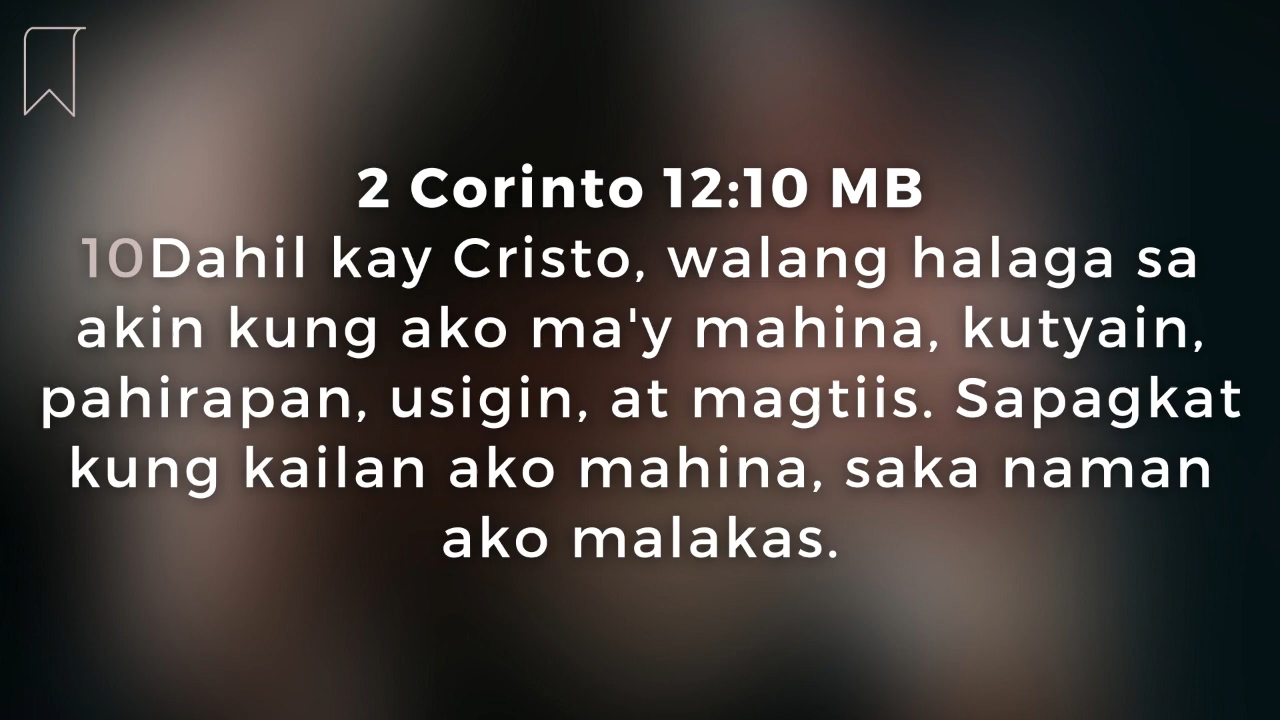 2 Corinto 12:10 MB
10Dahil kay Cristo, walang halaga sa
akin kung ako ma'y mahina, kutyain,
pahirapan, usigin, at magtiis. Sapagkat
kung kailan ako mahina, saka naman
ako malakas.